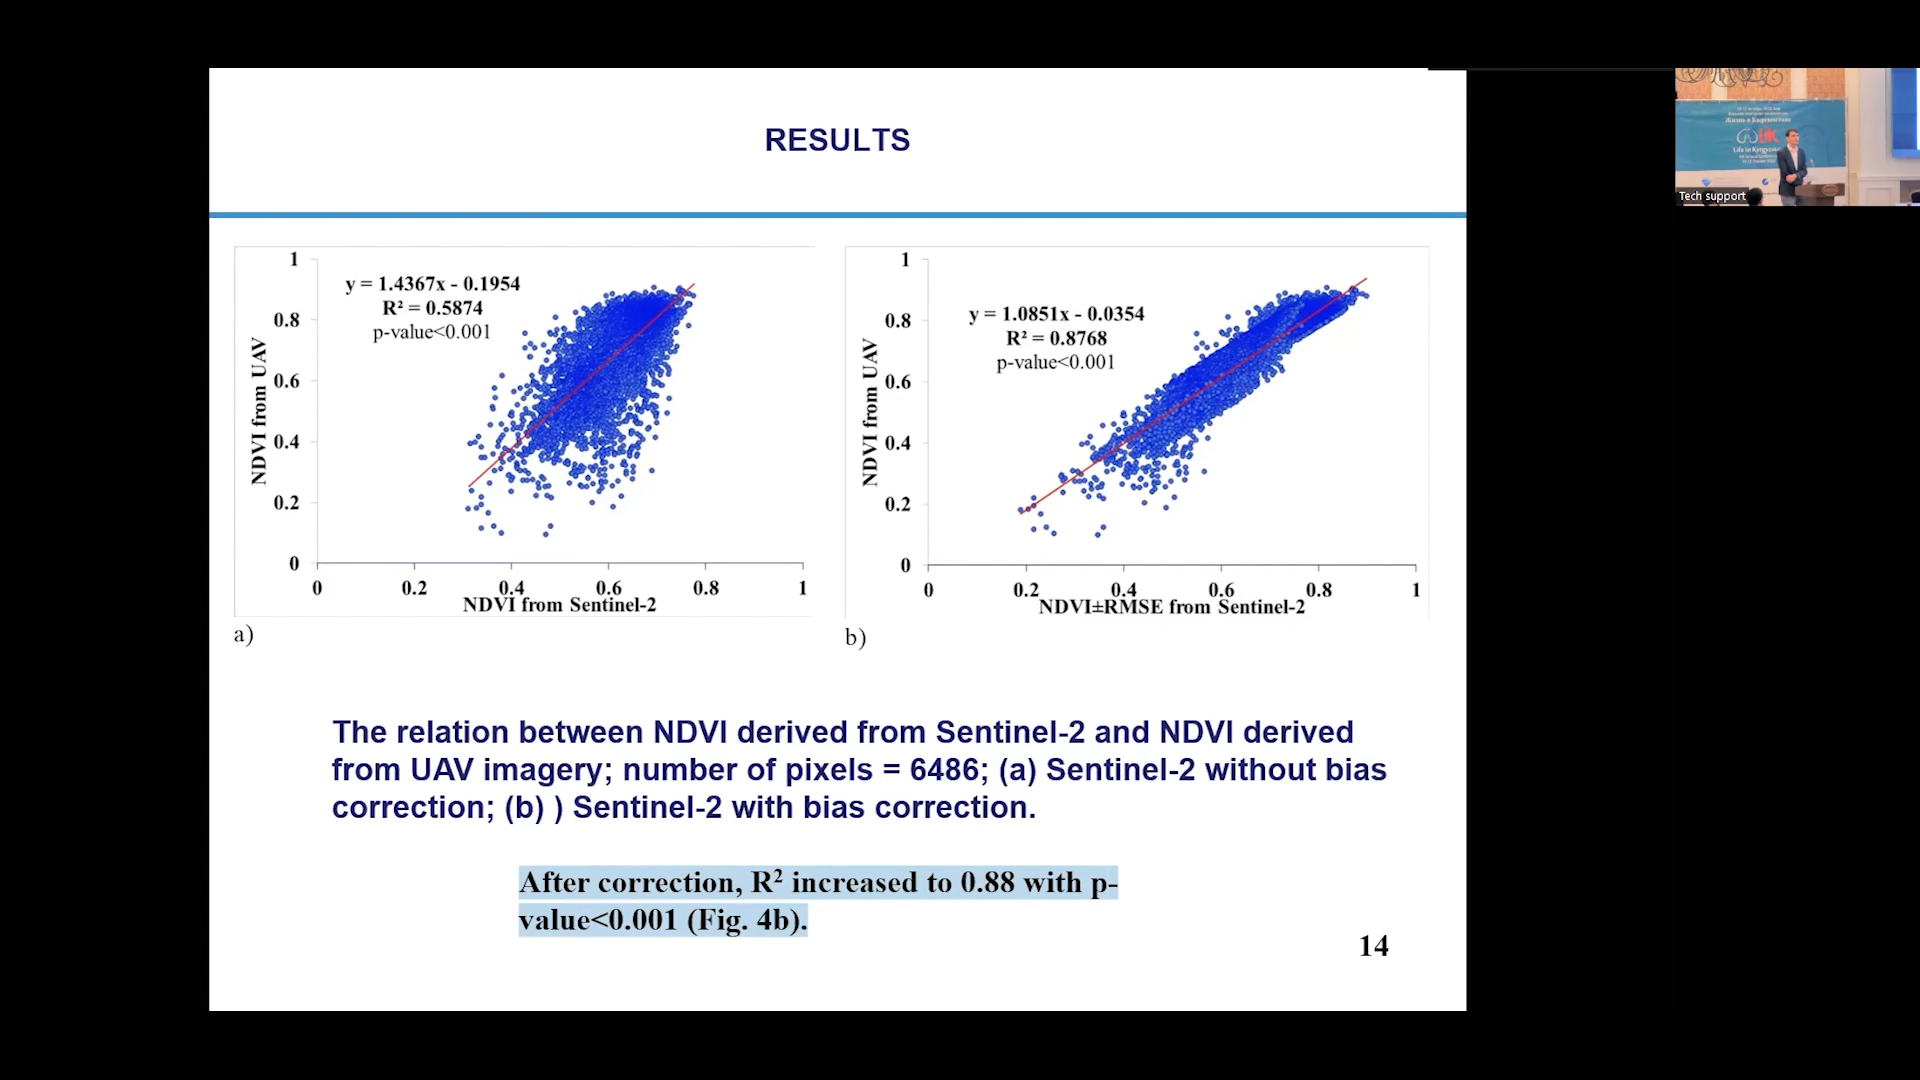 RESULTS
y = 1.4367x - 0.1954
R² = 0.5874
p-value<0.001
NDVI from UAV
1
0.8
0.6
0.4
0.2
0
0 0.2 0.4 0.6 0.8 1
NDVI from Sentinel-2
a)
y = 1.0851x - 0.0354
R² = 0.8768
p-value<0.001
NDVI from UAV
1
0.8
0.6
0.4
0.2
0
0 0.2 0.4 0.6 0.8 1
NDVI±RMSE from Sentinel-2
b)
The relation between NDVI derived from Sentinel-2 and NDVI derived
from UAV imagery; number of pixels = 6486; (a) Sentinel-2 without bias
correction; (b) ) Sentinel-2 with bias correction.
After correction, R² increased to 0.88 with p-
value<0.001 (Fig. 4b).
14
Жизнь в Кыргызстане
Life in Kyrgyzstan
Tech support